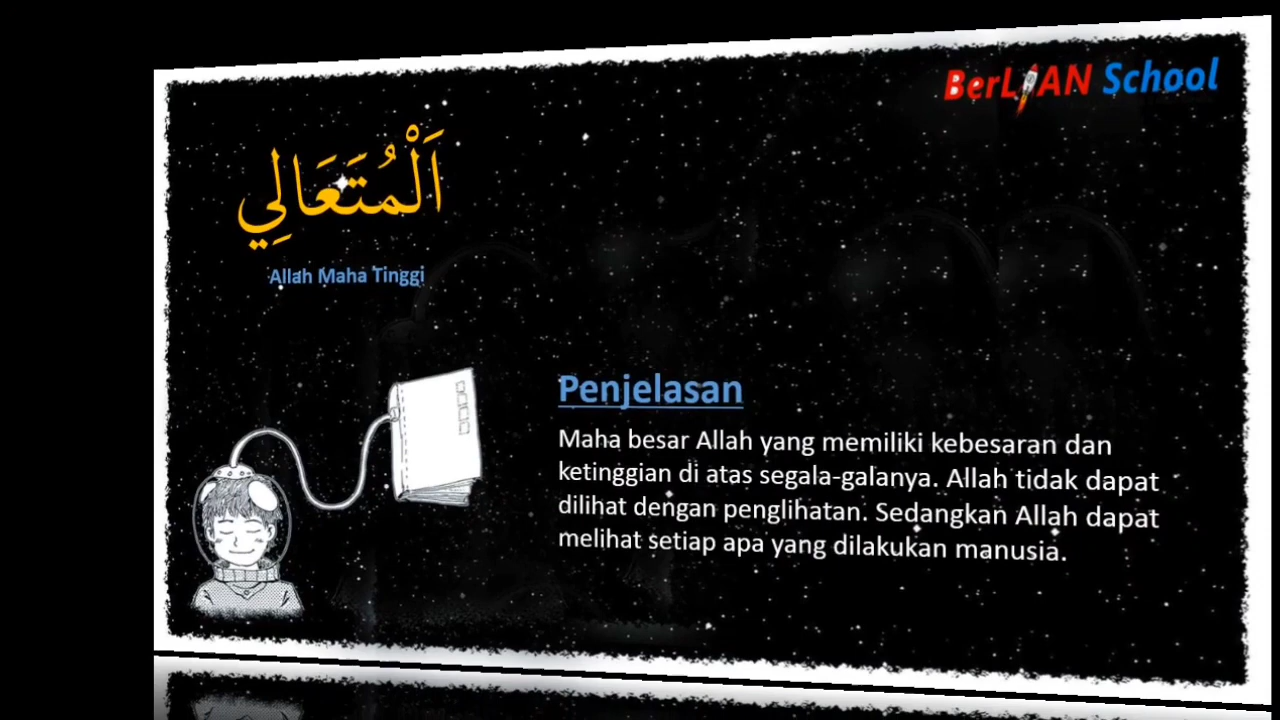 BerLIAN School
اَلْمُتَعَالِي
Allah Maha Tinggi
Penjelasan
Maha besar Allah yang memiliki kebesaran dan
ketinggian di atas segala-galanya. Allah tidak dapat
dilihat dengan penglihatan. Sedangkan Allah dapat
melihat setiap apa yang dilakukan manusia.